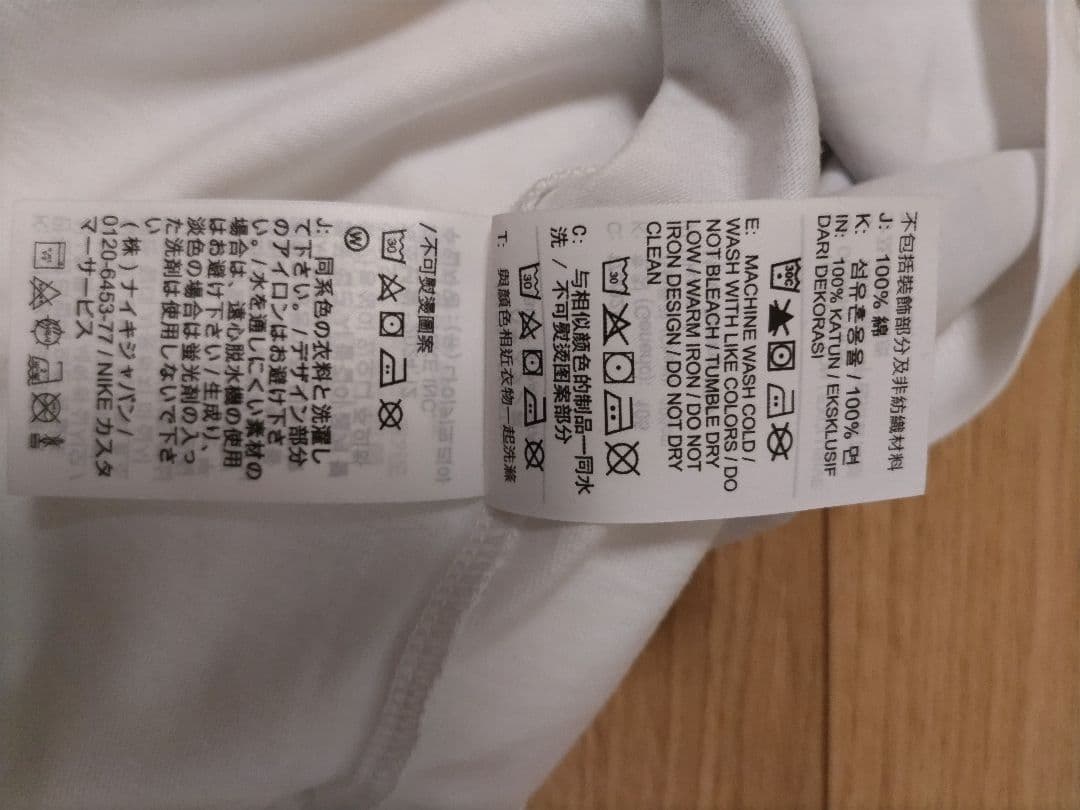 不包括裝飾部分及非紡織材料
J: 100% 綿
K: 섬유혼용율 / 100% 면
IN: 100% KATUN / EKSKLUSIF
DARI DEKORASI
30C
E: MACHINE WASH COLD /
WASH WITH LIKE COLORS / DO
NOT BLEACH / TUMBLE DRY
LOW / WARM IRON / DO NOT
IRON DESIGN / DO NOT DRY
CLEAN
30
C: 与相似颜色的制品一同水
洗 / 不可熨烫图案部分
30
T: 與顏色相近衣物一起洗滌
/ 不可熨燙圖案
30
W
J: 同系色の衣料と洗濯し
て下さい。 / デザイン部分
のアイロンはお避け下さ
い。 / 水を通しにくい素材の
場合は、遠心脱水機の使用
はお避け下さい / 生成り、
淡色の場合は蛍光剤の入っ
た洗剤は使用しないで下さ
い
(株) ナイキジャパン /
0120-6453-77 / NIKE カスタ
マーサービス